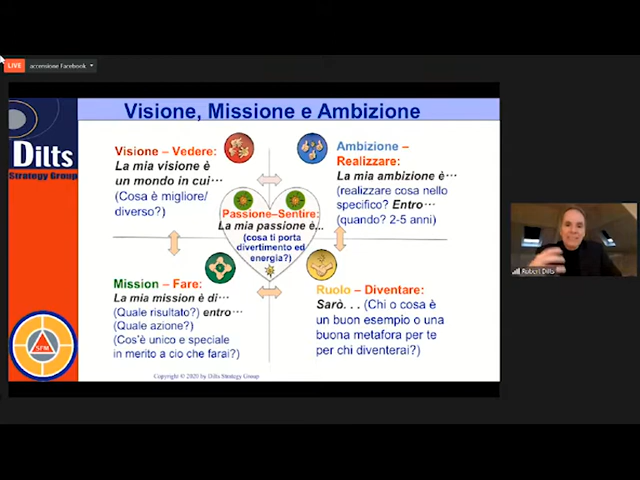 LIVE
accensione Facebook
Visione, Missione e Ambizione
Dilts
Strategy Group
SFM
Visione – Vedere:
La mia visione è
un mondo in cui…
(Cosa è migliore/
diverso?)
Ambizione –
Realizzare:
La mia ambizione è…
(realizzare cosa nello
specifico? Entro…
(quando? 2-5 anni)
Passione–Sentire:
La mia passione è...
(cosa ti porta
divertimento ed
energia?)
Mission – Fare:
La mia mission è di…
(Quale risultato?) entro…
(Quale azione?)
(Cos'è unico e speciale
in merito a cio che farai?)
Ruolo – Diventare:
Sarò. . . (Chi o cosa è
un buon esempio o una
buona metafora per te
per chi diventerai?)
Copyright © 2020 by Dilts Strategy Group
Robert Dilts